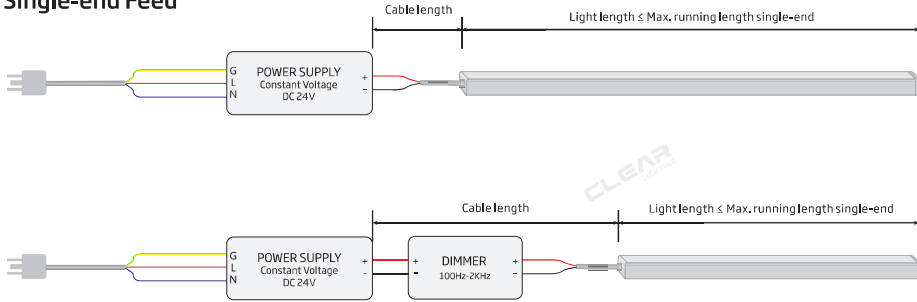 Single-end Feed
Cable length
Light length ≤ Max. running length single-end
G
L
N
POWER SUPPLY
Constant Voltage
DC 24V
+
-
CLEAR
LIGHTING
Cable length
Light length ≤ Max. running length single-end
G
L
N
POWER SUPPLY
Constant Voltage
DC 24V
+
-
+
-
DIMMER
100Hz-2KHz
+
-